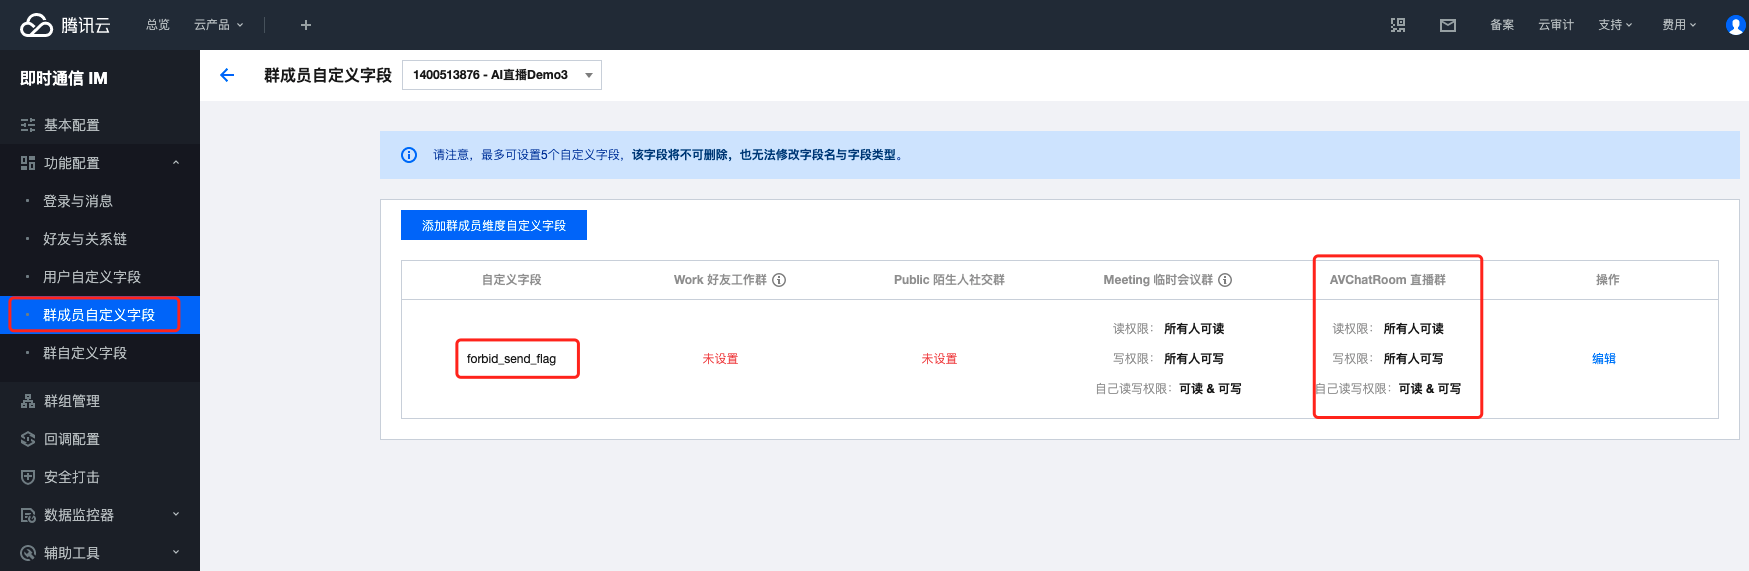 腾讯云 总览 云产品 备案 云审计 支持 费用
即时通信 IM
基本配置
功能配置
登录与消息
好友与关系链
用户自定义字段
群成员自定义字段
群自定义字段
群组管理
回调配置
安全打击
数据监控器
辅助工具
群成员自定义字段 1400513876 - AI直播Demo3
请注意，最多可设置5个自定义字段，该字段将不可删除，也无法修改字段名与字段类型。
添加群成员维度自定义字段
自定义字段 Work 好友工作群 Public 陌生人社交群 Meeting 临时会议群 AVChatRoom 直播群 操作
读权限： 所有人可读 读权限： 所有人可读
forbid_send_flag 未设置 未设置 写权限： 所有人可写 写权限： 所有人可写 编辑
自己读写权限： 可读 & 可写 自己读写权限： 可读 & 可写